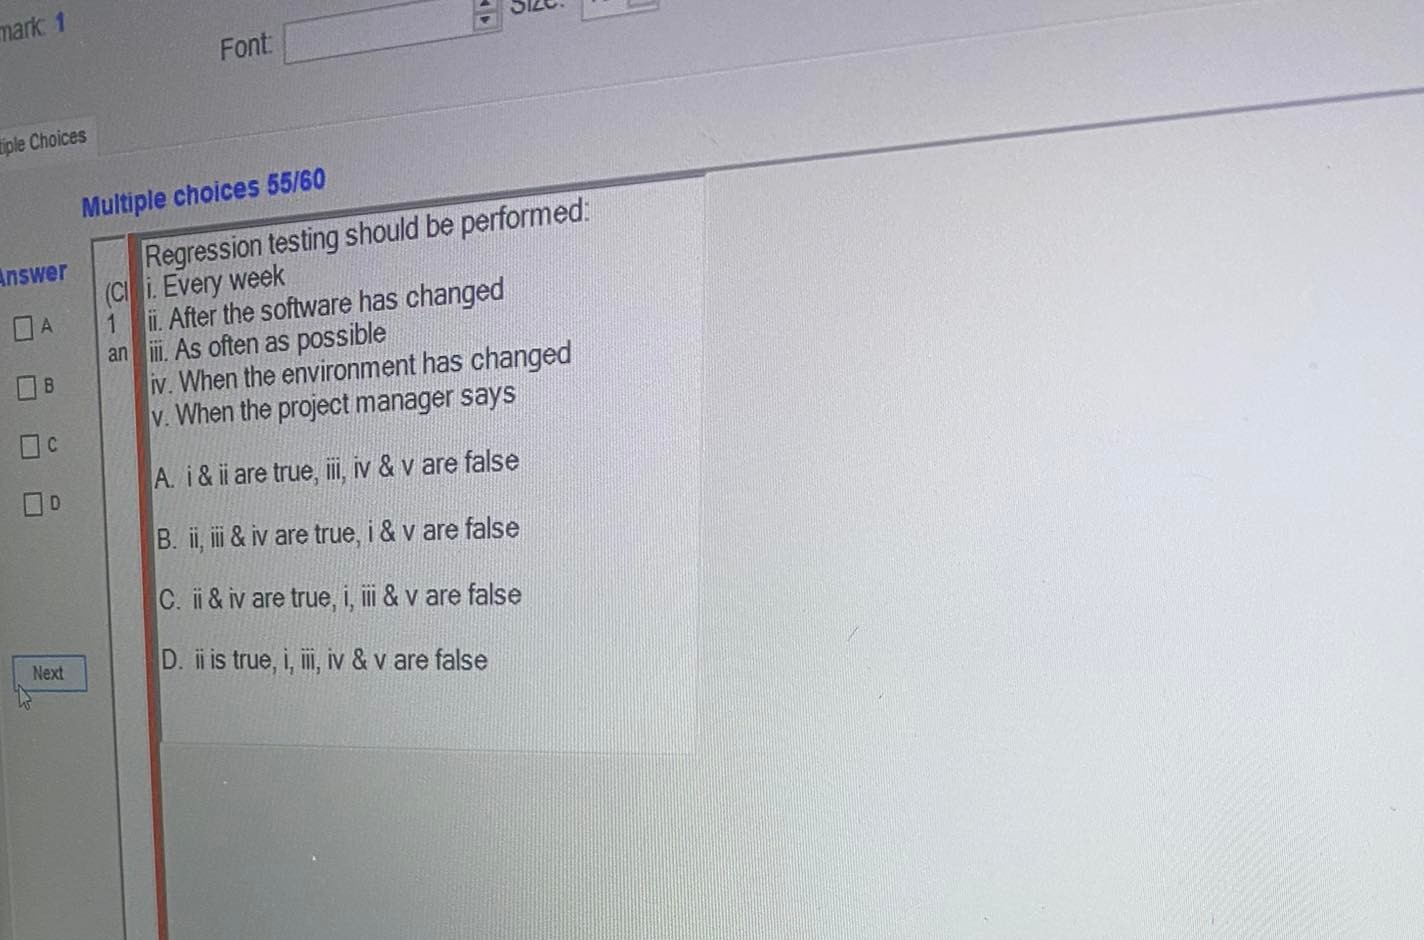 mark: 1
Font:
Size:
tiple Choices
Multiple choices 55/60
Answer
A
B
C
D
Next
(Cl
1
an
Regression testing should be performed:
i. Every week
ii. After the software has changed
iii. As often as possible
iv. When the environment has changed
v. When the project manager says
A. i & ii are true, iii, iv & v are false
B. ii, iii & iv are true, i & v are false
C. ii & iv are true, i, iii & v are false
D. ii is true, i, iii, iv & v are false